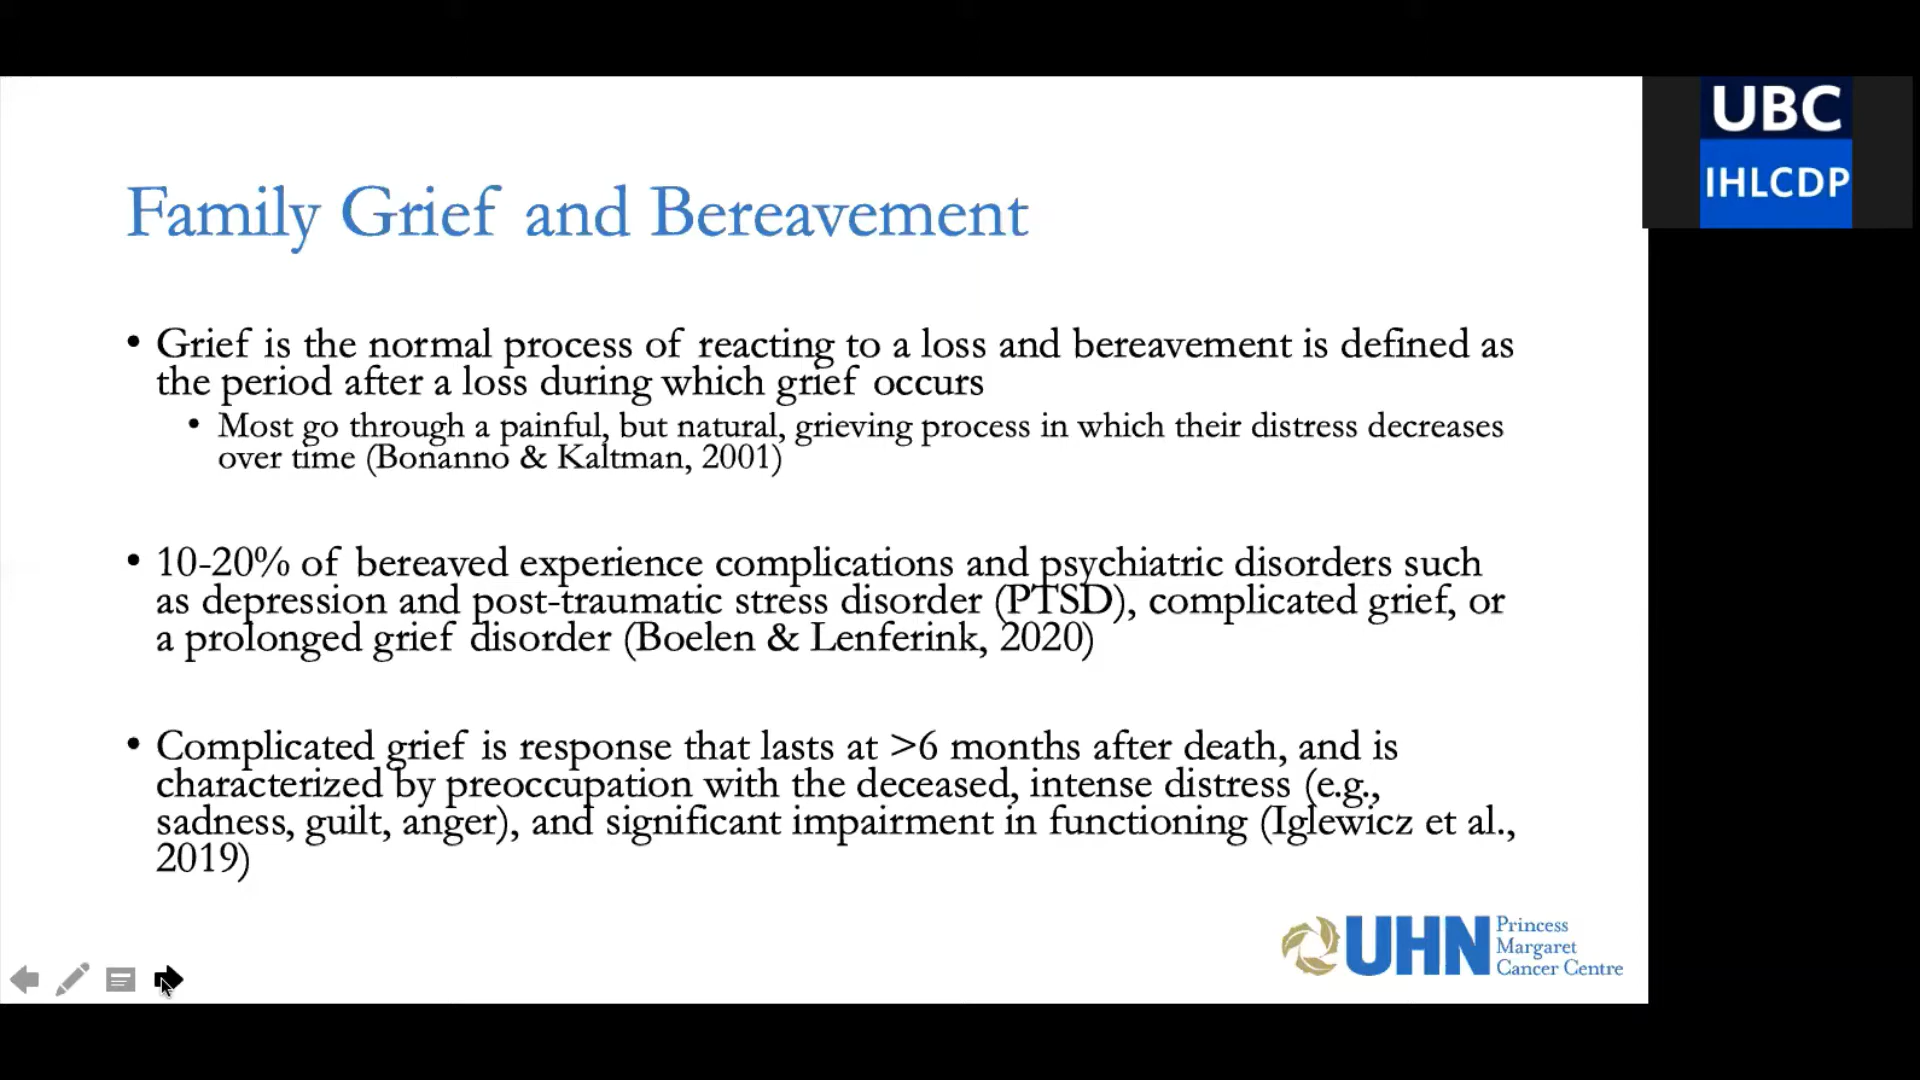 UBC
IHLCDP
Family Grief and Bereavement
• Grief is the normal process of reacting to a loss and bereavement is defined as
the period after a loss during which grief occurs
• Most go through a painful, but natural, grieving process in which their distress decreases
over time (Bonanno & Kaltman, 2001)
• 10-20% of bereaved experience complications and psychiatric disorders such
as depression and post-traumatic stress disorder (PTSD), complicated grief, or
a prolonged grief disorder (Boelen & Lenferink, 2020)
• Complicated grief is response that lasts at >6 months after death, and is
characterized by preoccupation with the deceased, intense distress (e.g.,
sadness, guilt, anger), and significant impairment in functioning (Iglewicz et al.,
2019)
UHN
Princess
Margaret
Cancer Centre